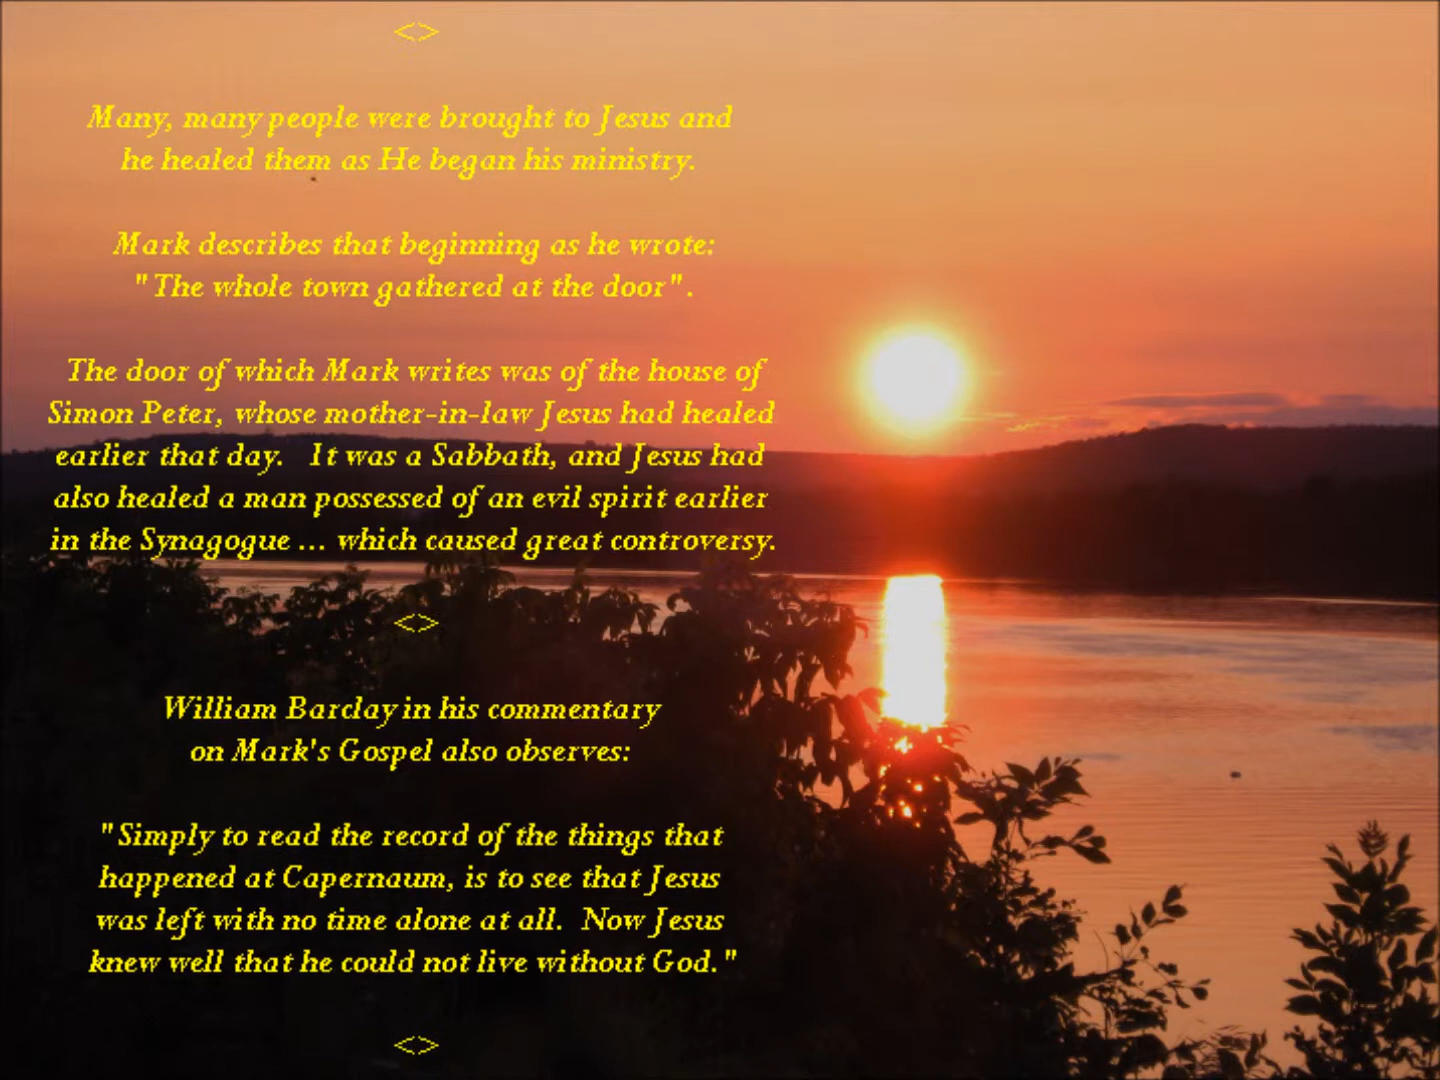 <>
Many, many people were brought to Jesus and
he healed them as He began his ministry.
Mark describes that beginning as he wrote:
"The whole town gathered at the door".
The door of which Mark writes was of the house of
Simon Peter, whose mother-in-law Jesus had healed
earlier that day. It was a Sabbath, and Jesus had
also healed a man possessed of an evil spirit earlier
in the Synagogue ... which caused great controversy.
<>
William Barclay in his commentary
on Mark's Gospel also observes:
"Simply to read the record of the things that
happened at Capernaum, is to see that Jesus
was left with no time alone at all. Now Jesus
knew well that he could not live without God."
<>